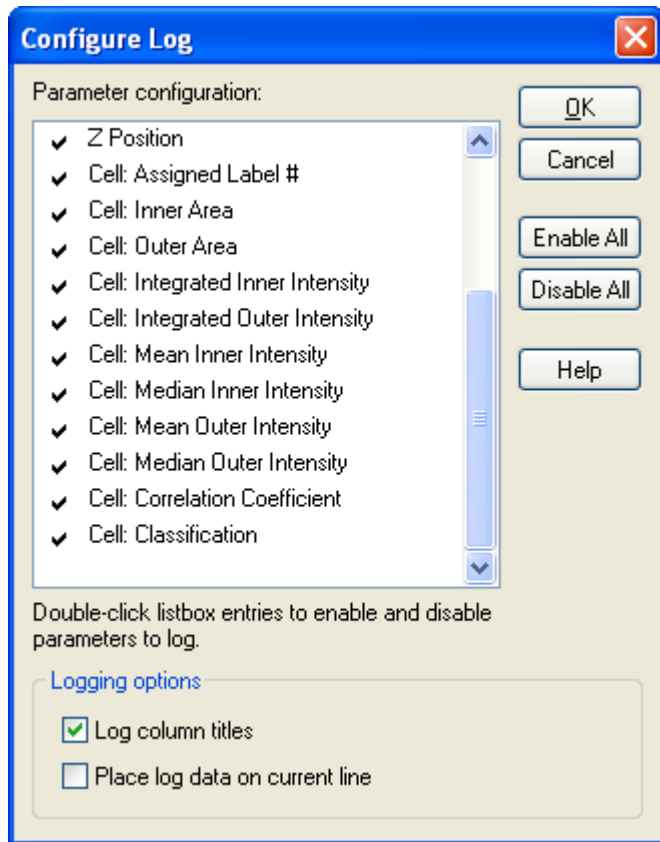 Configure Log
Parameter configuration:
Z Position
Cell: Assigned Label #
Cell: Inner Area
Cell: Outer Area
Cell: Integrated Inner Intensity
Cell: Integrated Outer Intensity
Cell: Mean Inner Intensity
Cell: Median Inner Intensity
Cell: Mean Outer Intensity
Cell: Median Outer Intensity
Cell: Correlation Coefficient
Cell: Classification
OK
Cancel
Enable All
Disable All
Help
Double-click listbox entries to enable and disable
parameters to log.
Logging options
Log column titles
Place log data on current line